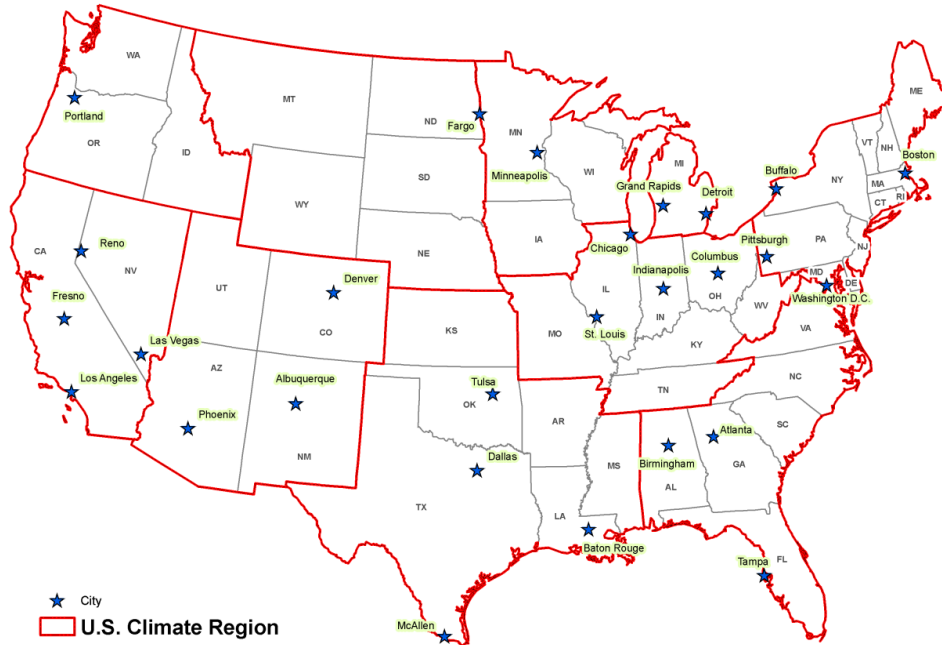 WA
ME
Portland
MT
ND
Fargo
MN
VT
NH
Boston
OR
ID
Minneapolis
WI
MI
Grand Rapids
Detroit
Buffalo
NY
MA
CT
RI
SD
WY
IA
Chicago
Pittsburgh
PA
NJ
CA
Reno
NV
NE
Columbus
Indianapolis
MD
DE
Washington D.C.
UT
Denver
IL
IN
OH
WV
VA
Fresno
CO
KS
MO
St. Louis
KY
Las Vegas
Los Angeles
AZ
Albuquerque
Tulsa
OK
TN
NC
Phoenix
AR
SC
NM
Dallas
MS
Birmingham
AL
Atlanta
GA
TX
LA
Baton Rouge
Tampa
FL
City
U.S. Climate Region
McAllen